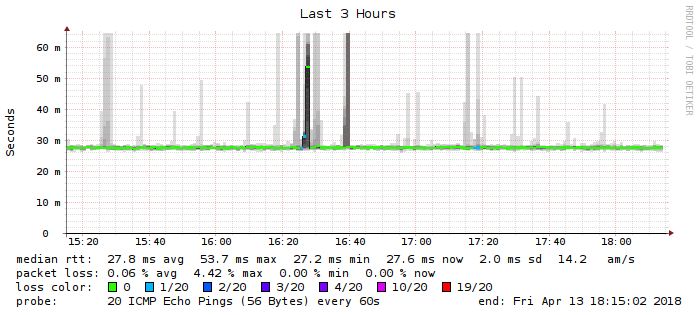 Last 3 Hours
RRDTOOL / TOBI OETIKER
Seconds
60 m
50 m
40 m
30 m
20 m
10 m
0
15:20 15:40 16:00 16:20 16:40 17:00 17:20 17:40 18:00
median rtt: 27.8 ms avg 53.7 ms max 27.2 ms min 27.6 ms now 2.0 ms sd 14.2 am/s
packet loss: 0.06 % avg 4.42 % max 0.00 % min 0.00 % now
loss color: 0 1/20 2/20 3/20 4/20 10/20 19/20
probe: 20 ICMP Echo Pings (56 Bytes) every 60s end: Fri Apr 13 18:15:02 2018